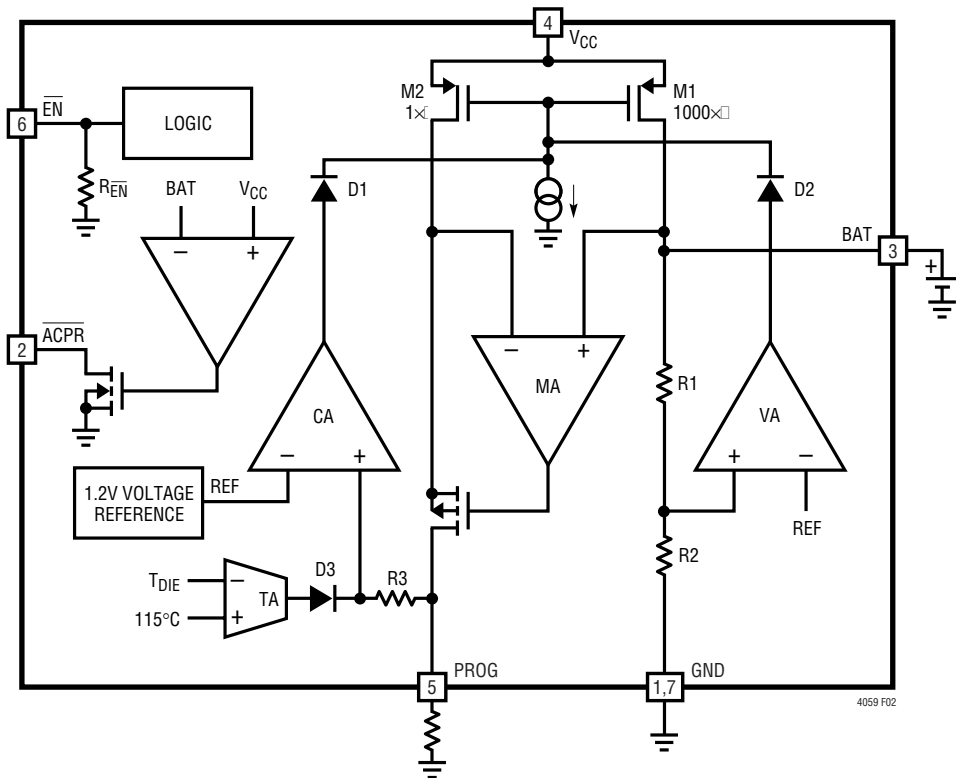 4
VCC
M2
1×
M1
1000×
6
EN
LOGIC
REN
BAT
VCC
D1
D2
BAT
3
+
−
+
2
ACPR
−
+
MA
R1
CA
VA
−
+
+
−
1.2V VOLTAGE
REFERENCE
REF
REF
R2
TDIE
−
TA
D3
R3
115°C
+
5
PROG
1,7
GND
4059 F02